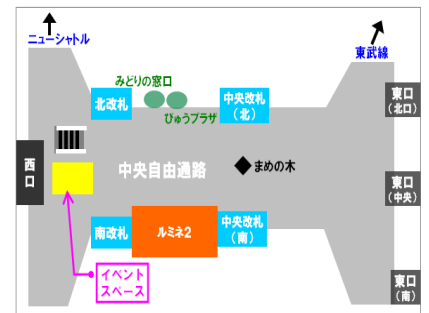 ニューシャトル
東武線
みどりの窓口
北改札
びゅうプラザ
中央改札
(北)
東口
(北口)
西口
中央自由通路
まめの木
東口
(中央)
南改札
ルミネ2
中央改札
(南)
イベント
スペース
東口
(南)